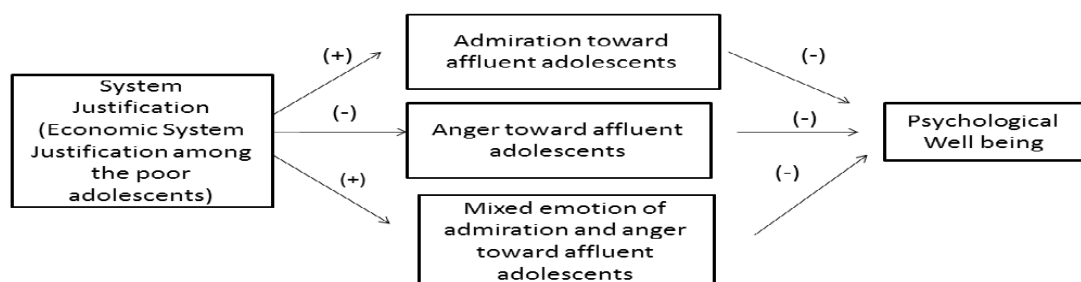 System
Justification
(Economic System
Justification among
the poor
adolescents)
(+)
(-)
(+)
Admiration toward
affluent adolescents
Anger toward affluent
adolescents
Mixed emotion of
admiration and anger
toward affluent
adolescents
(-)
(-)
(-)
Psychological
Well being